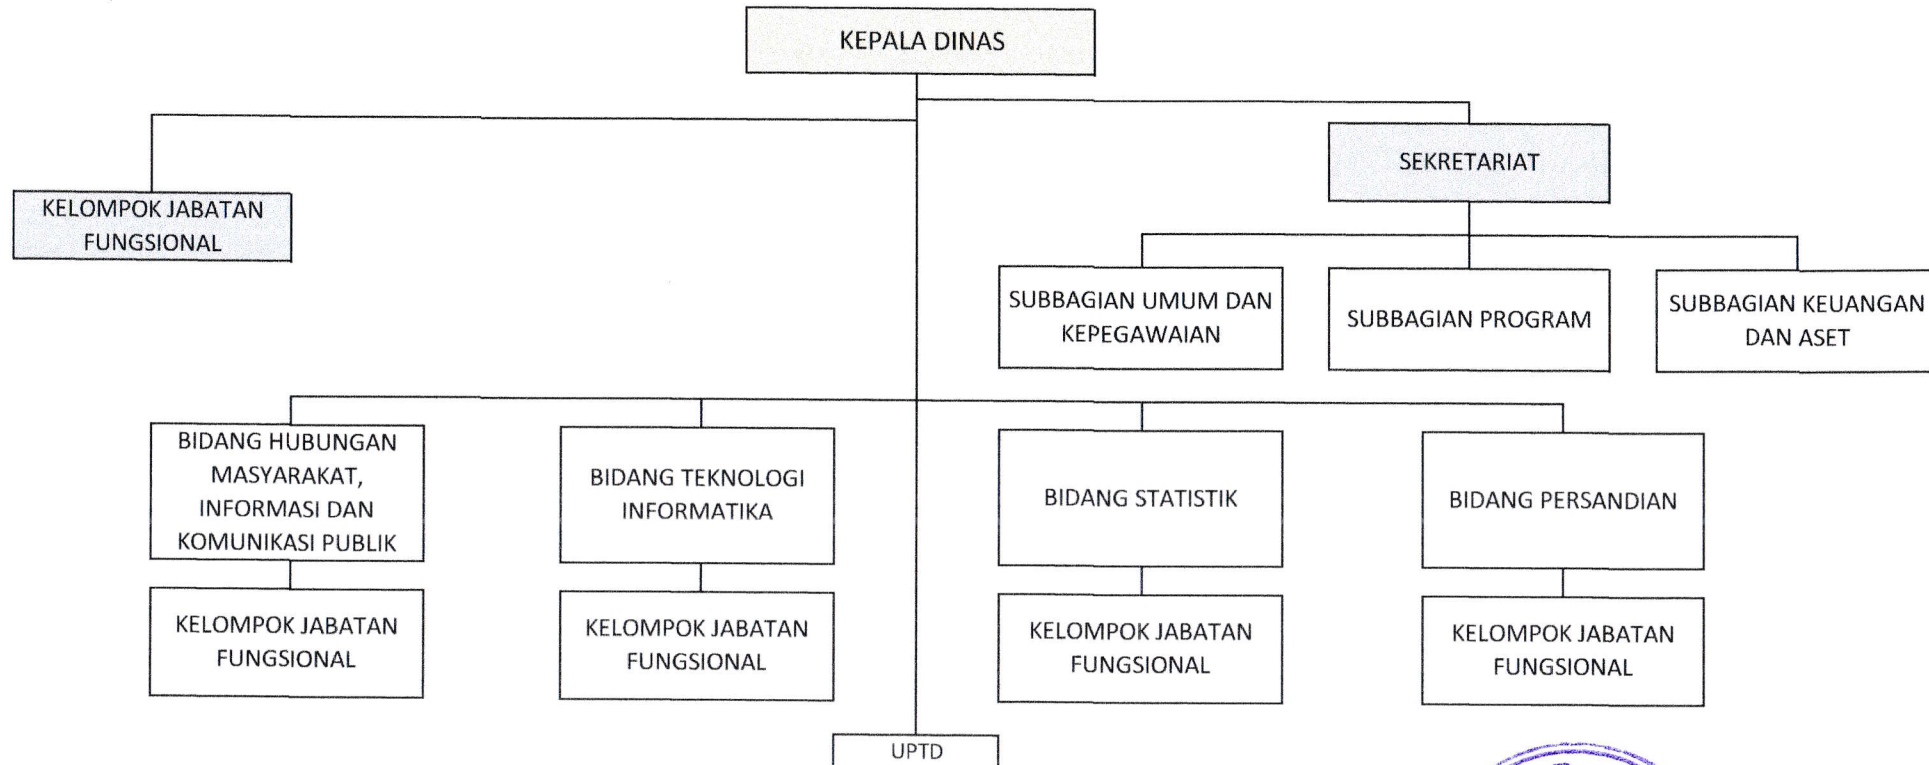 KEPALA DINAS
SEKRETARIAT
KELOMPOK JABATAN
FUNGSIONAL
SUBBAGIAN UMUM DAN
KEPEGAWAIAN
SUBBAGIAN PROGRAM
SUBBAGIAN KEUANGAN
DAN ASET
BIDANG HUBUNGAN
MASYARAKAT,
INFORMASI DAN
KOMUNIKASI PUBLIK
BIDANG TEKNOLOGI
INFORMATIKA
BIDANG STATISTIK
BIDANG PERSANDIAN
KELOMPOK JABATAN
FUNGSIONAL
KELOMPOK JABATAN
FUNGSIONAL
KELOMPOK JABATAN
FUNGSIONAL
KELOMPOK JABATAN
FUNGSIONAL
UPTD